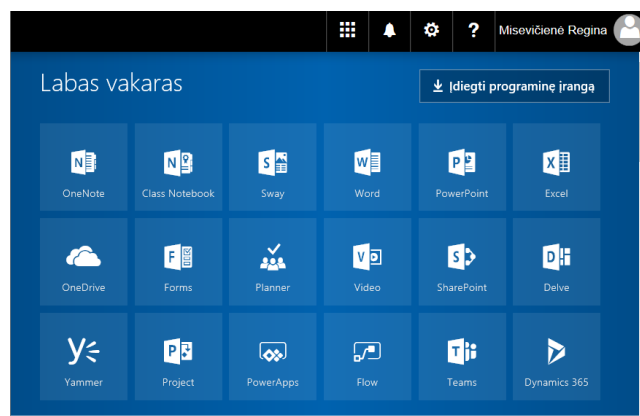 Misevičienė Regina
Labas vakaras
Įdiegti programinę įrangą
OneNote
Class Notebook
Sway
Word
PowerPoint
Excel
OneDrive
Forms
Planner
Video
SharePoint
Delve
Yammer
Project
PowerApps
Flow
Teams
Dynamics 365